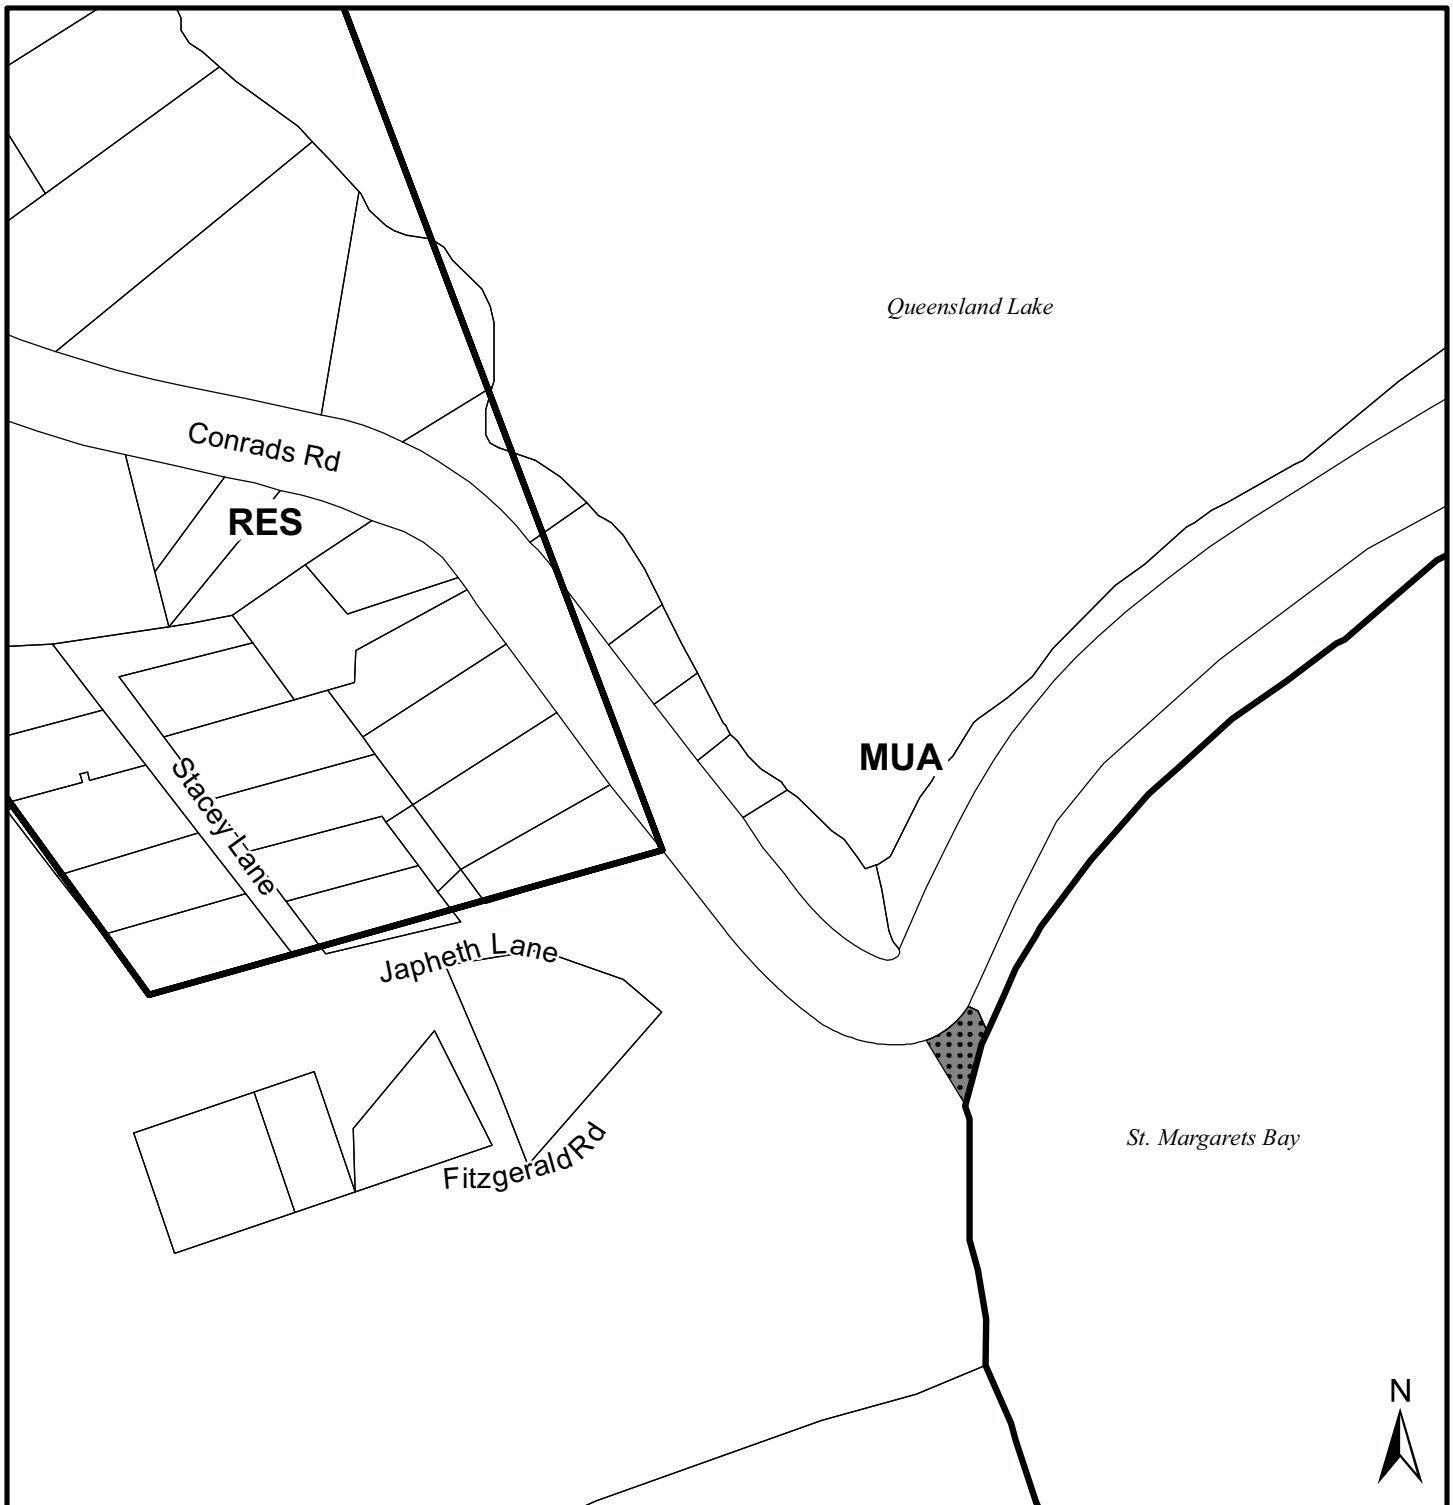 Queensland Lake
Conrads Rd
RES
MUA
Stacey Lane
Japheth Lane
Fitzgerald Rd
St. Margarets Bay
N